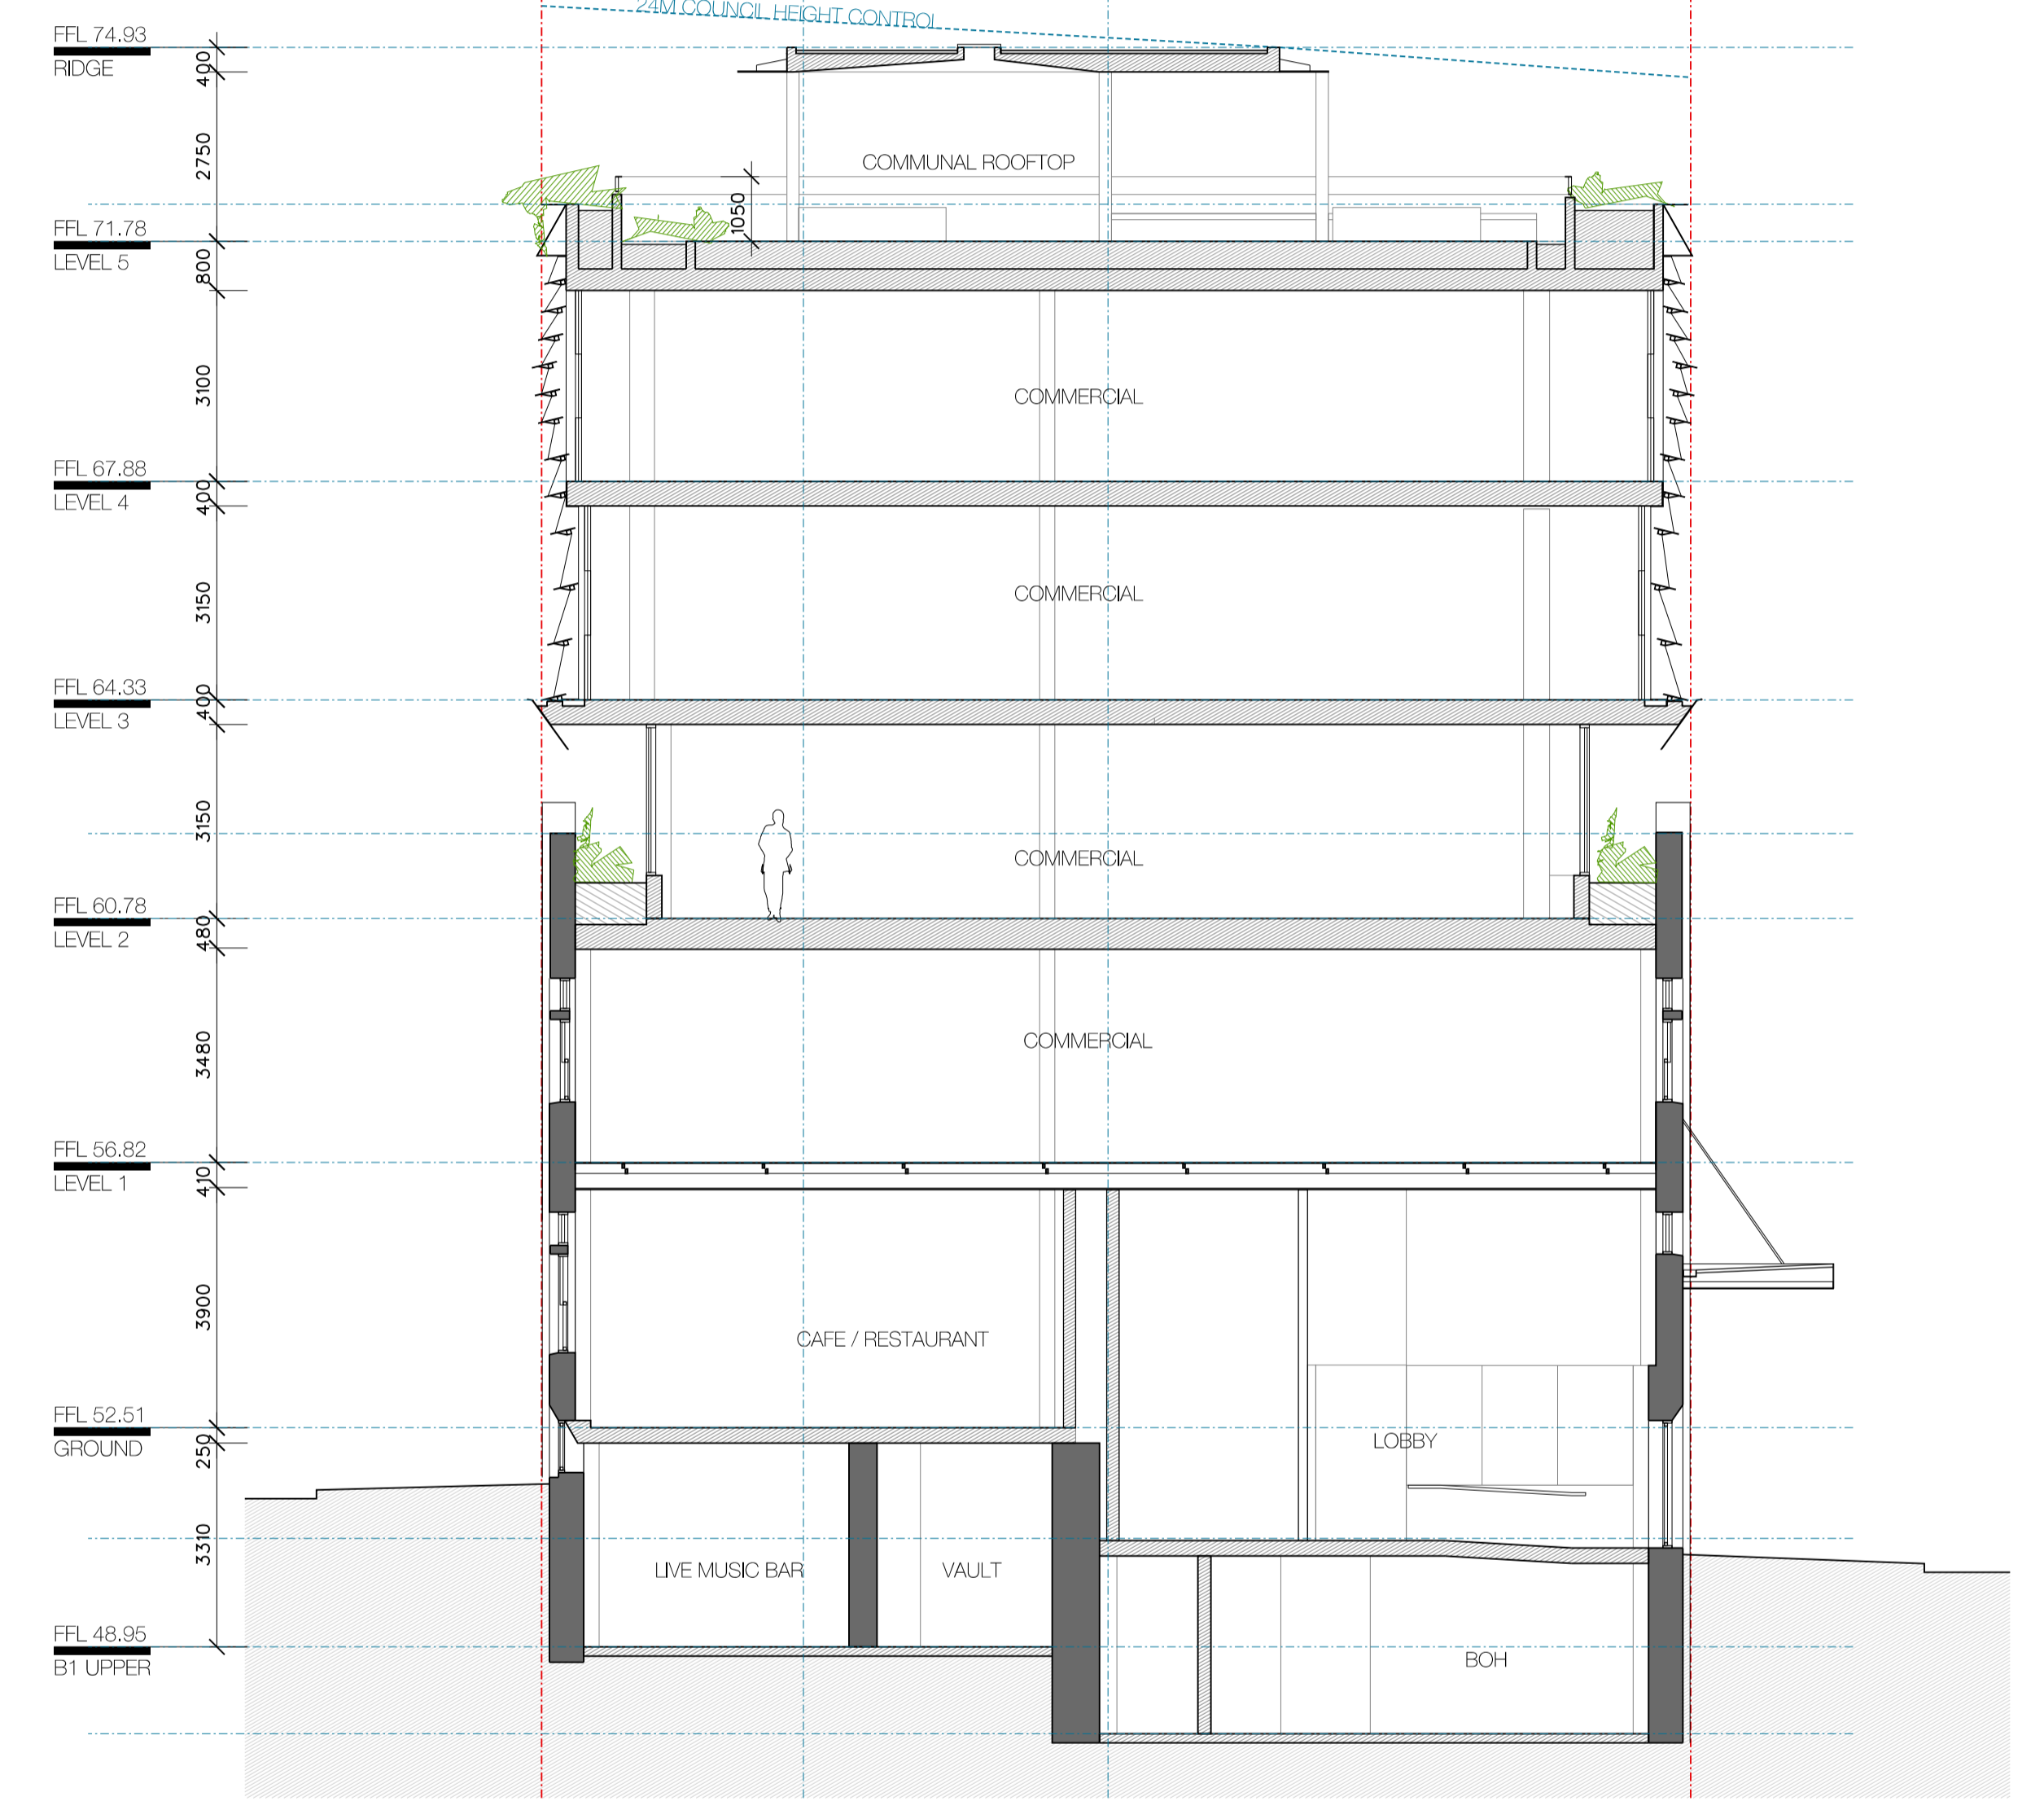 24M COUNCIL HEIGHT CONTROL
FFL 74.93
RIDGE
400
2750
COMMUNAL ROOFTOP
1050
FFL 71.78
LEVEL 5
800
3100
COMMERCIAL
FFL 67.88
LEVEL 4
400
3150
COMMERCIAL
FFL 64.33
LEVEL 3
400
3150
COMMERCIAL
FFL 60.78
LEVEL 2
480
3480
COMMERCIAL
FFL 56.82
LEVEL 1
410
3900
CAFE / RESTAURANT
FFL 52.51
GROUND
250
LOBBY
3310
LIVE MUSIC BAR
VAULT
FFL 48.95
B1 UPPER
BOH